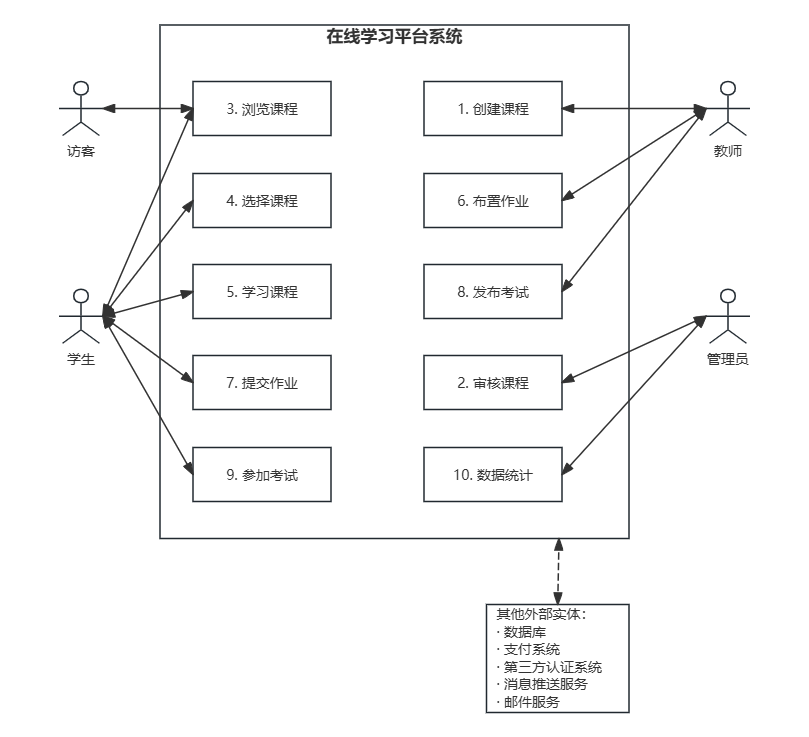 在线学习平台系统
3. 浏览课程
1. 创建课程
访客
教师
4. 选择课程
6. 布置作业
5. 学习课程
8. 发布考试
学生
管理员
7. 提交作业
2. 审核课程
9. 参加考试
10. 数据统计
其他外部实体：
· 数据库
· 支付系统
· 第三方认证系统
· 消息推送服务
· 邮件服务